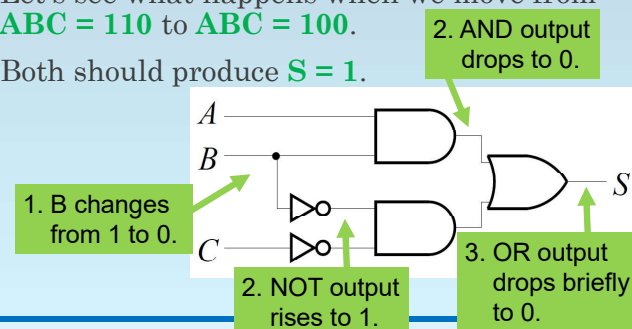 Let's see what happens when we move from
ABC = 110 to ABC = 100.
Both should produce S = 1.
2. AND output
drops to 0.
A
B
1. B changes
from 1 to 0.
C
S
2. NOT output
rises to 1.
3. OR output
drops briefly
to 0.